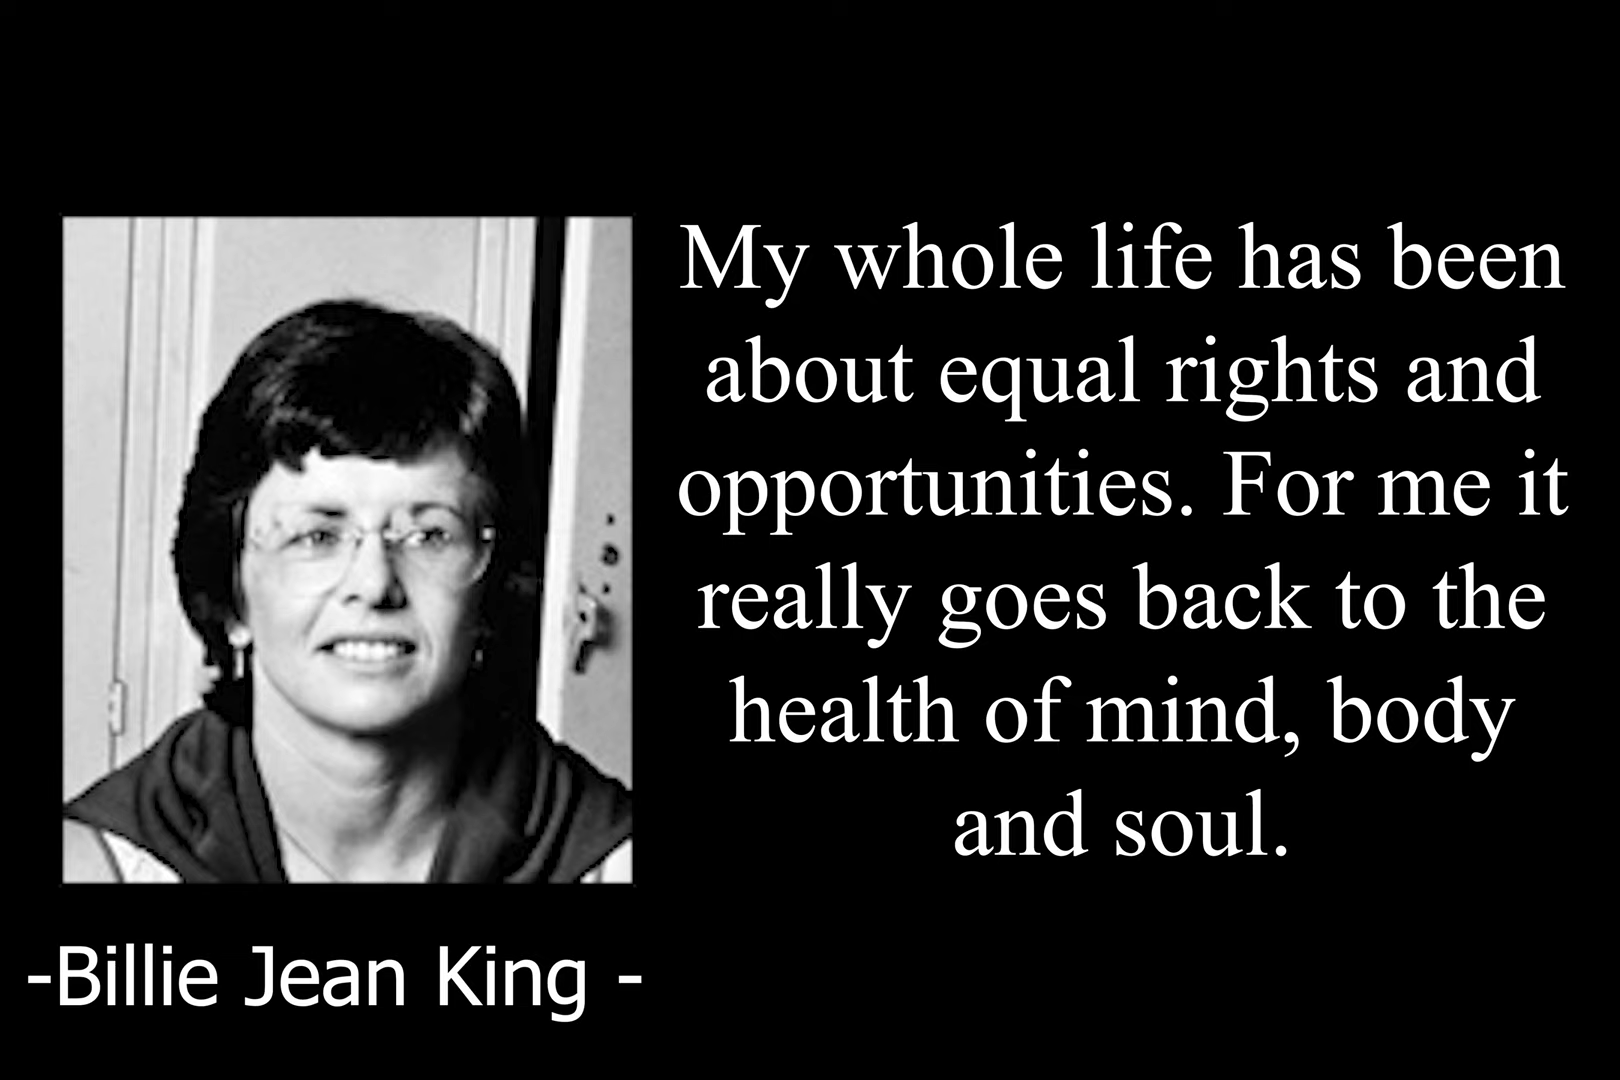 My whole life has been
about equal rights and
opportunities. For me it
really goes back to the
health of mind, body
and soul.
-Billie Jean King -